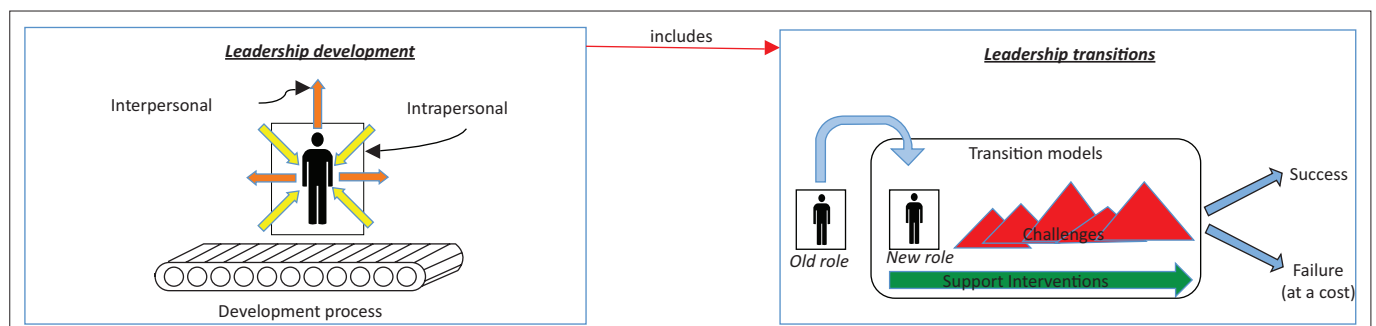 Leadership development
Interpersonal
Intrapersonal
Development process
includes
Leadership transitions
Transition models
Challenges
Old role
New role
Support Interventions
Success
Failure
(at a cost)